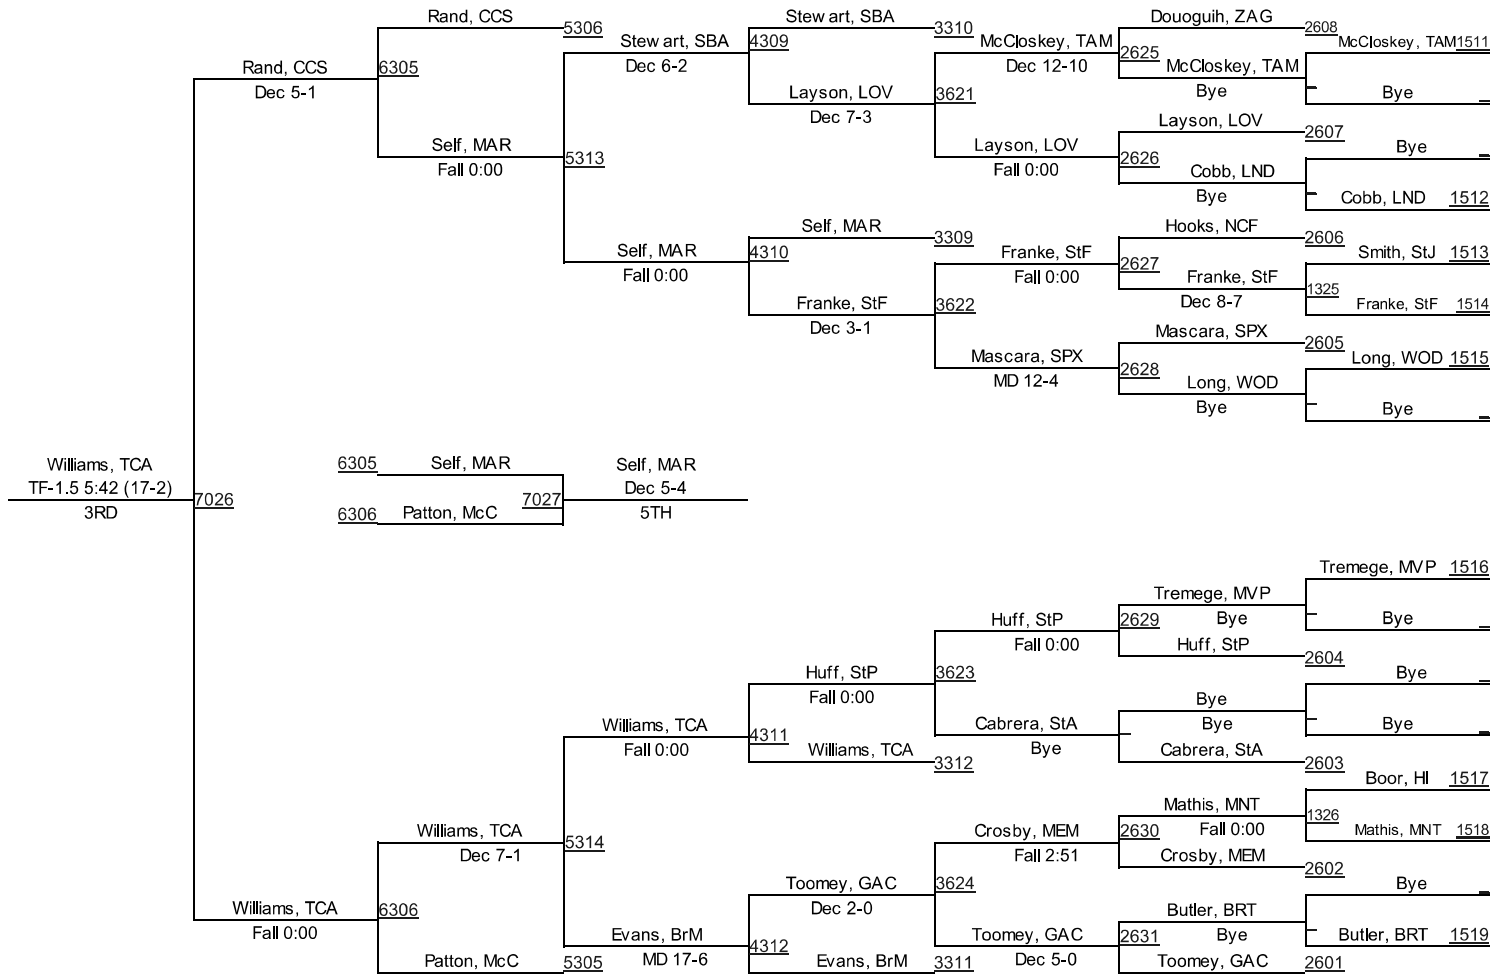 Rand, CCS 5306 Stewart, SBA 3310 Douoguih, ZAG 2608
Stewart, SBA 4309 McCloskey, TAM 2625 McCloskey, TAM 1511
Rand, CCS 6305 Dec 6-2 Dec 12-10 McCloskey, TAM
Dec 5-1 Layson, LOV 3621 Bye Bye
Dec 7-3 Layson, LOV 2607
Self, MAR 5313 Layson, LOV 2626 Bye
Fall 0:00 Fall 0:00 Cobb, LND
Bye Cobb, LND 1512
Self, MAR 3309 Hooks, NCF 2606
Self, MAR 4310 Franke, StF 2627 Smith, StJ 1513
Fall 0:00 Fall 0:00 Franke, StF 1325
Franke, StF 3622 Dec 8-7 Franke, StF 1514
Dec 3-1 Mascara, SPX 2605
Mascara, SPX 2628 Long, WOD 1515
MD 12-4 Long, WOD
Bye Bye
Williams, TCA 6305 Self, MAR Self, MAR
TF-1.5 5:42 (17-2) 7026 7027 Dec 5-4
3RD 6306 Patton, McC 5TH
Tremege, MVP 1516
Tremege, MVP
Huff, StP 2629 Bye Bye
Fall 0:00 Huff, StP 2604
Huff, StP 3623 Bye
Fall 0:00 Bye
Williams, TCA 4311 Cabrera, StA Bye Bye
Fall 0:00 Williams, TCA 3312 Bye Cabrera, StA 2603
Boor, HI 1517
Mathis, MNT 1326
Williams, TCA 5314 Crosby, MEM 2630 Fall 0:00 Mathis, MNT 1518
Dec 7-1 Fall 2:51 Crosby, MEM 2602
Toomey, GAC 3624 Bye
Williams, TCA 6306 Dec 2-0 Butler, BRT
Fall 0:00 Evans, BrM 4312 Toomey, GAC 2631 Bye Butler, BRT 1519
Patton, McC 5305 MD 17-6 Evans, BrM 3311 Dec 5-0 Toomey, GAC 2601